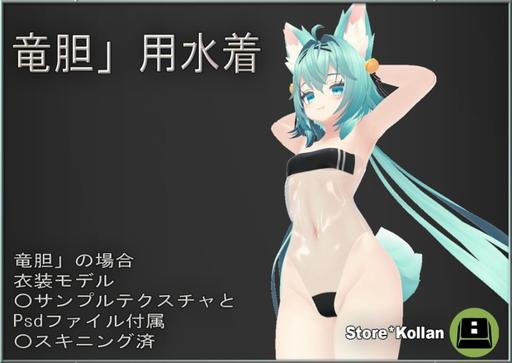 竜胆」用水着
竜胆」の場合
衣装モデル
〇サンプルテクスチャと
Psdファイル付属
〇スキニング済
Store*Kollan